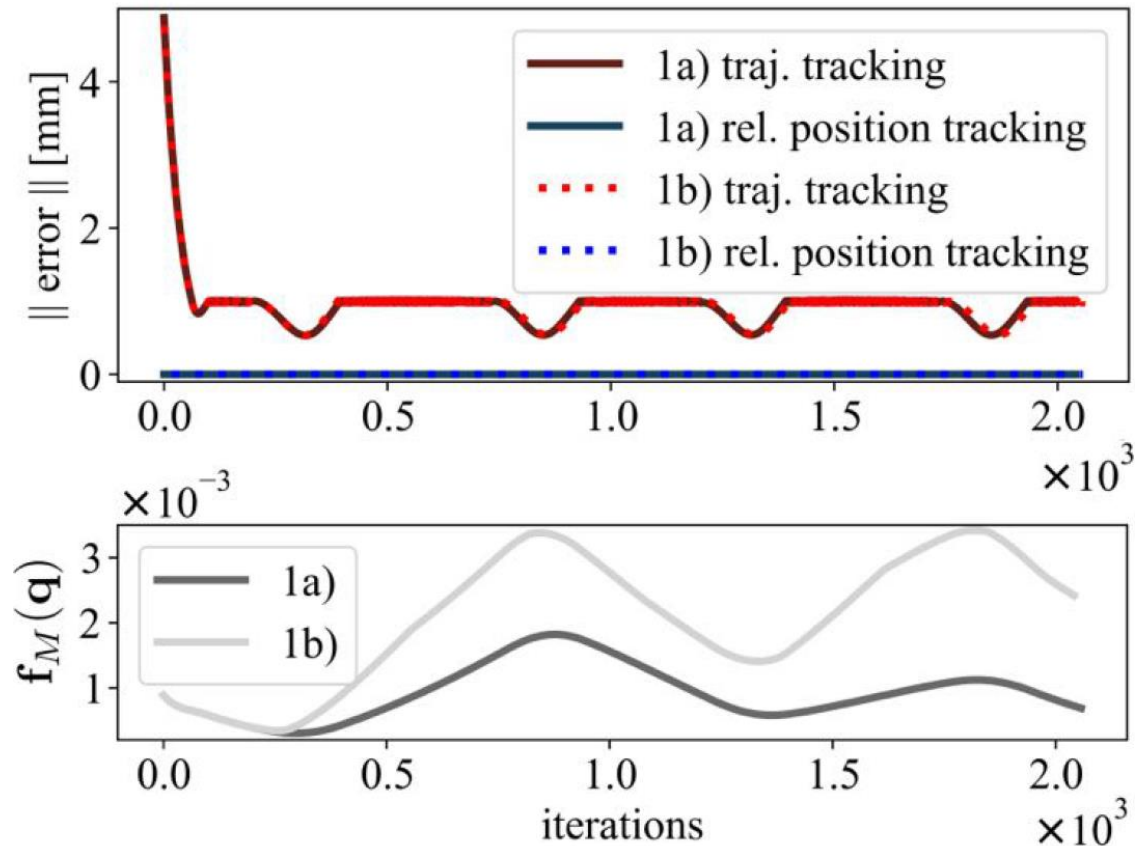 1a) traj. tracking
1a) rel. position tracking
1b) traj. tracking
1b) rel. position tracking
|| error || [mm]
4
2
0
0.0 0.5 1.0 1.5 2.0
×10³
×10⁻³
1a)
1b)
f_M(q)
3
2
1
0.0 0.5 1.0 1.5 2.0
iterations
×10³